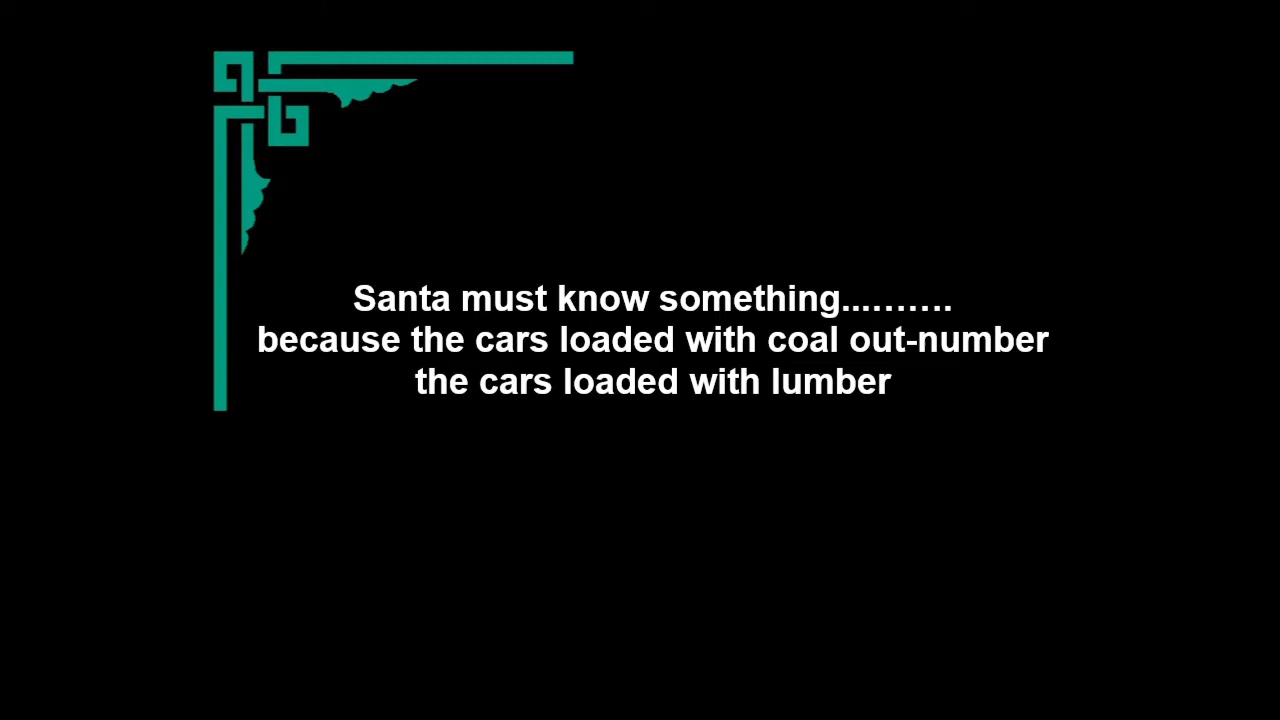 Santa must know something...…….
because the cars loaded with coal out-number
the cars loaded with lumber